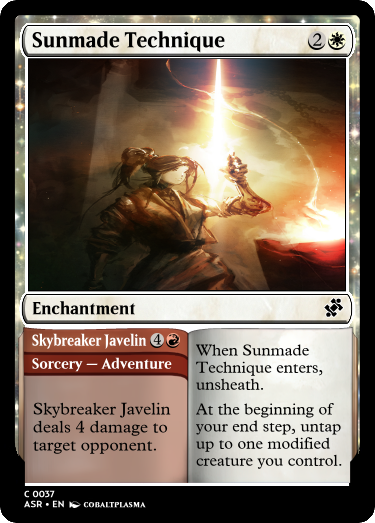 Sunmade Technique 2
Enchantment
Skybreaker Javelin 4
Sorcery — Adventure
Skybreaker Javelin
deals 4 damage to
target opponent.
When Sunmade
Technique enters,
unsheath.
At the beginning of
your end step, untap
up to one modified
creature you control.
C 0037
ASR • EN COBALTPLASMA